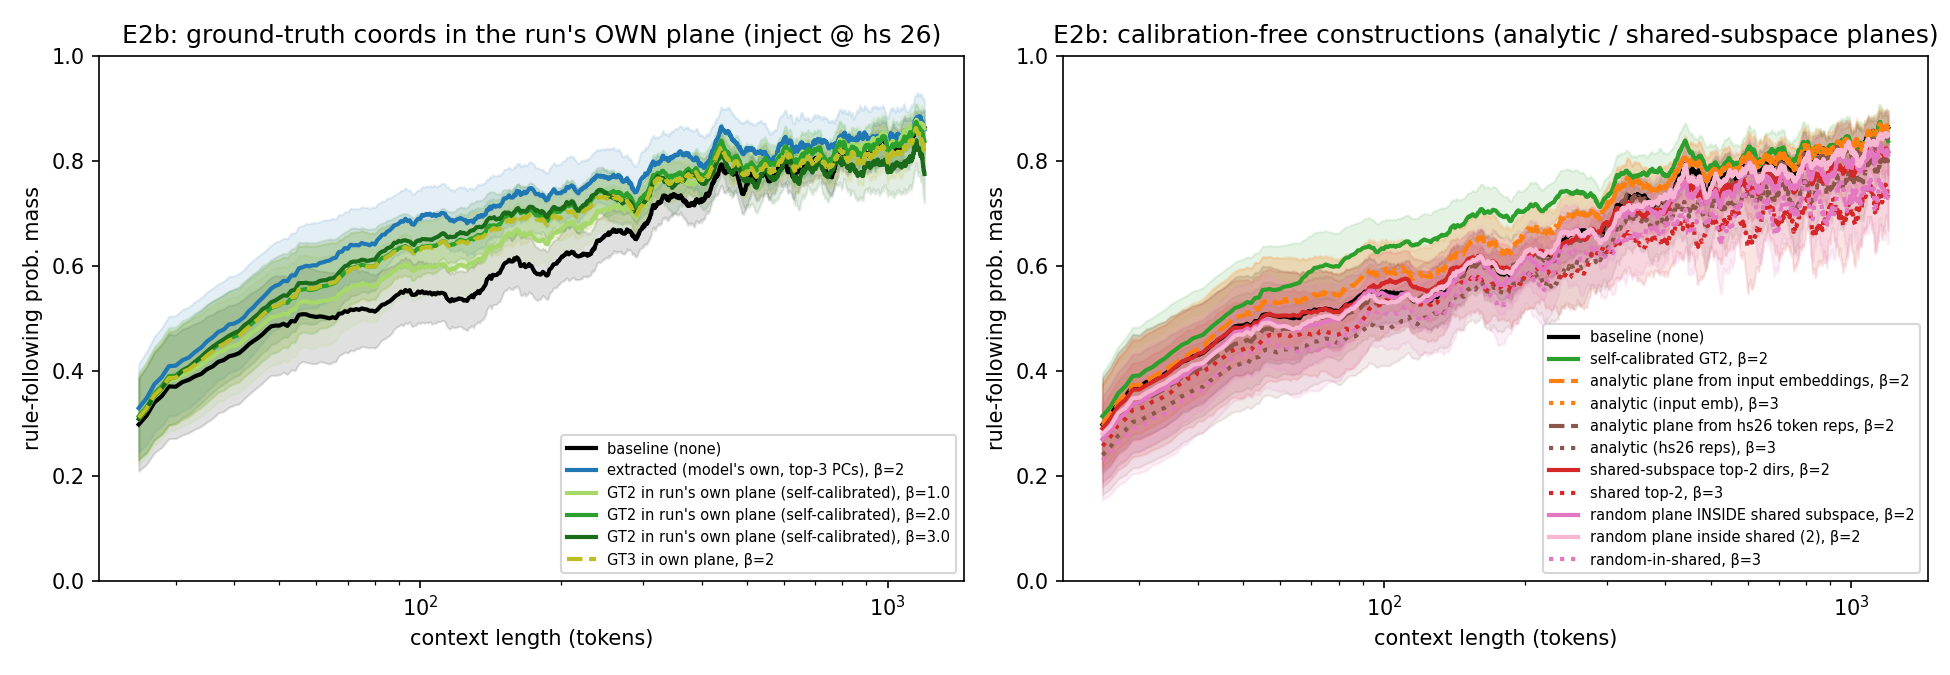 E2b: ground-truth coords in the run's OWN plane (inject @ hs 26)
1.0
0.8
0.6
0.4
0.2
0.0
rule-following prob. mass
10²
10³
context length (tokens)
baseline (none)
extracted (model's own, top-3 PCs), β=2
GT2 in run's own plane (self-calibrated), β=1.0
GT2 in run's own plane (self-calibrated), β=2.0
GT2 in run's own plane (self-calibrated), β=3.0
GT3 in own plane, β=2
E2b: calibration-free constructions (analytic / shared-subspace planes)
1.0
0.8
0.6
0.4
0.2
0.0
rule-following prob. mass
10²
10³
context length (tokens)
baseline (none)
self-calibrated GT2, β=2
analytic plane from input embeddings, β=2
analytic (input emb), β=3
analytic plane from hs26 token reps, β=2
analytic (hs26 reps), β=3
shared-subspace top-2 dirs, β=2
shared top-2, β=3
random plane INSIDE shared subspace, β=2
random plane inside shared (2), β=2
random-in-shared, β=3